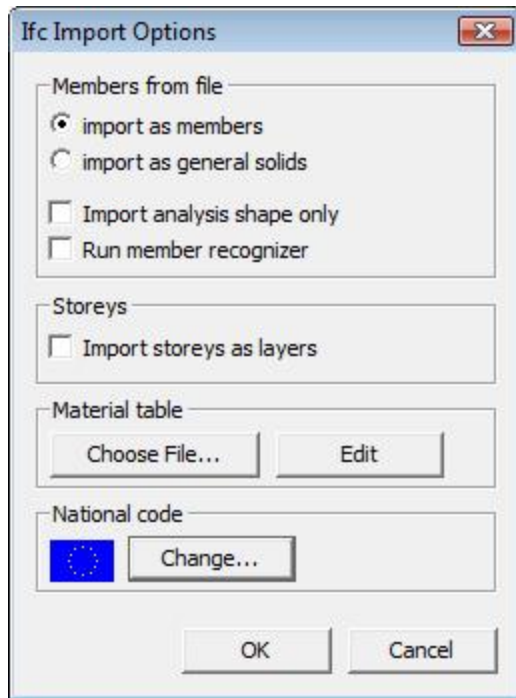 Ifc Import Options
Members from file
import as members
import as general solids
Import analysis shape only
Run member recognizer
Storeys
Import storeys as layers
Material table
Choose File... Edit
National code
Change...
OK Cancel